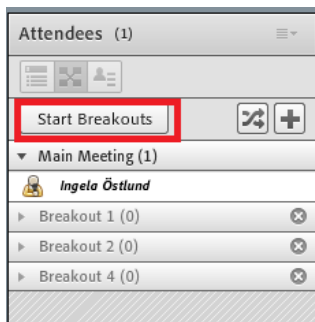 Attendees (1)
Start Breakouts
Main Meeting (1)
Ingela Östlund
Breakout 1 (0)
Breakout 2 (0)
Breakout 4 (0)